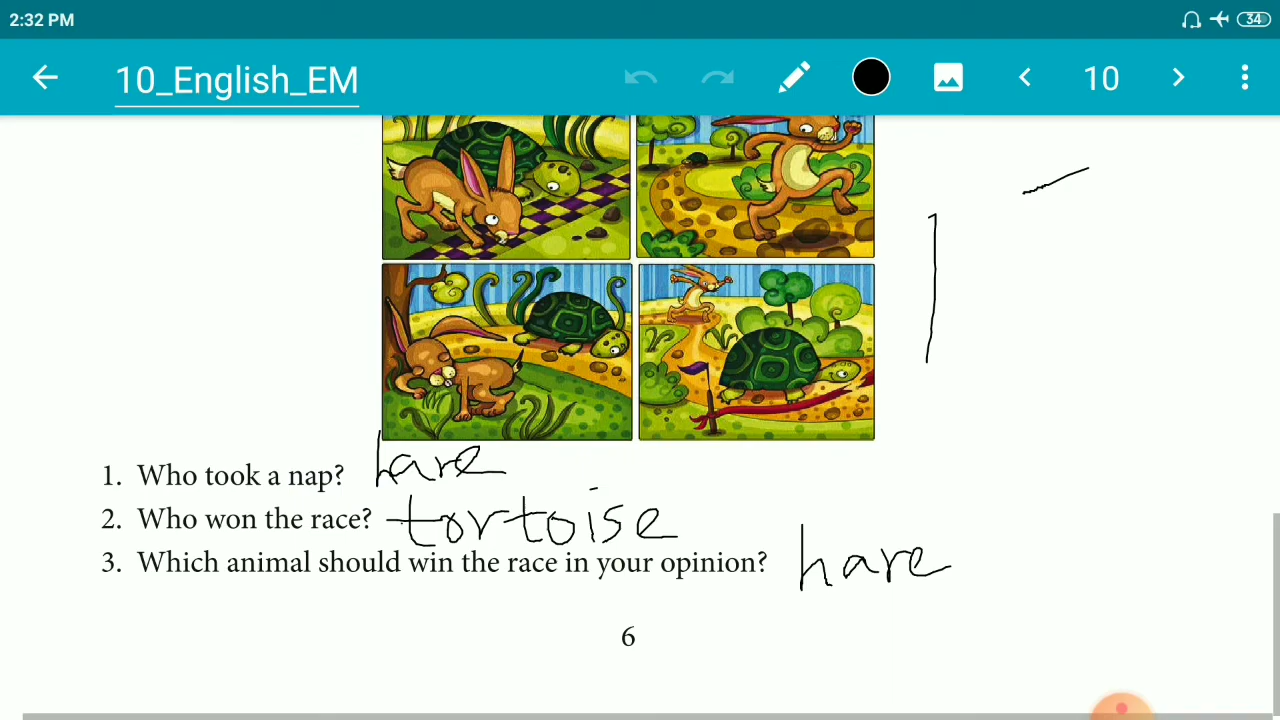 2:32 PM 34
10_English_EM 10
1. Who took a nap? hare
2. Who won the race? tortoise
3. Which animal should win the race in your opinion? hare
6